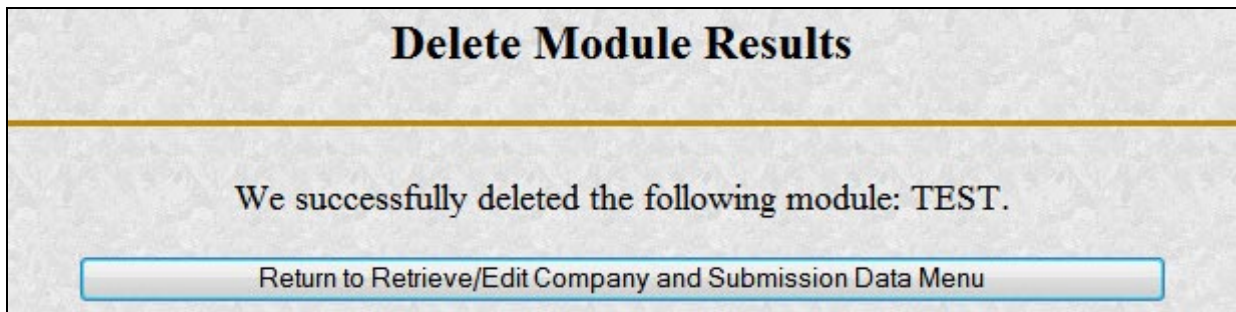 Delete Module Results
We successfully deleted the following module: TEST.
Return to Retrieve/Edit Company and Submission Data Menu